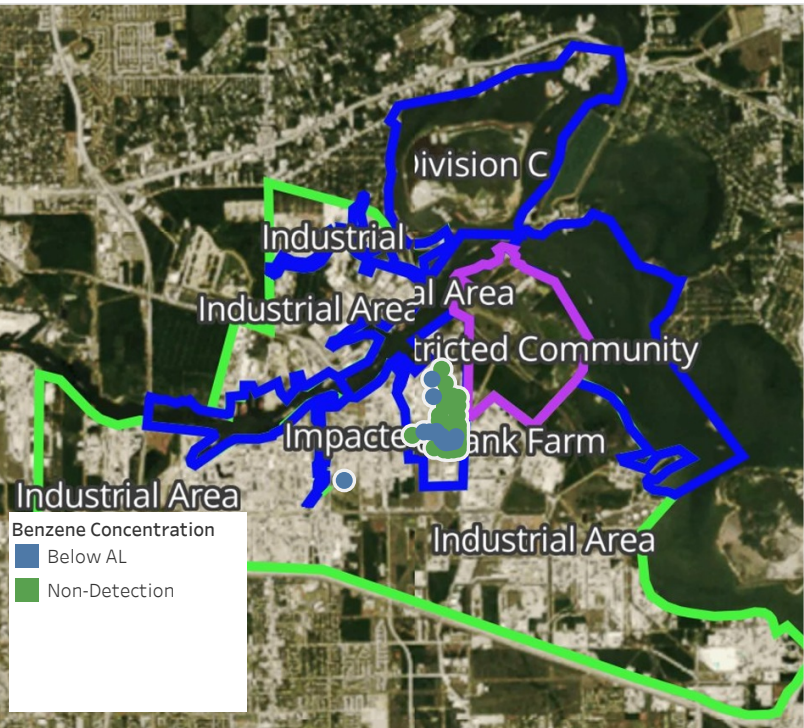 Division C
Industrial
al Area
Industrial Area
tricted Community
Impacte
ank Farm
Industrial Area
Industrial Area
Benzene Concentration
Below AL
Non-Detection